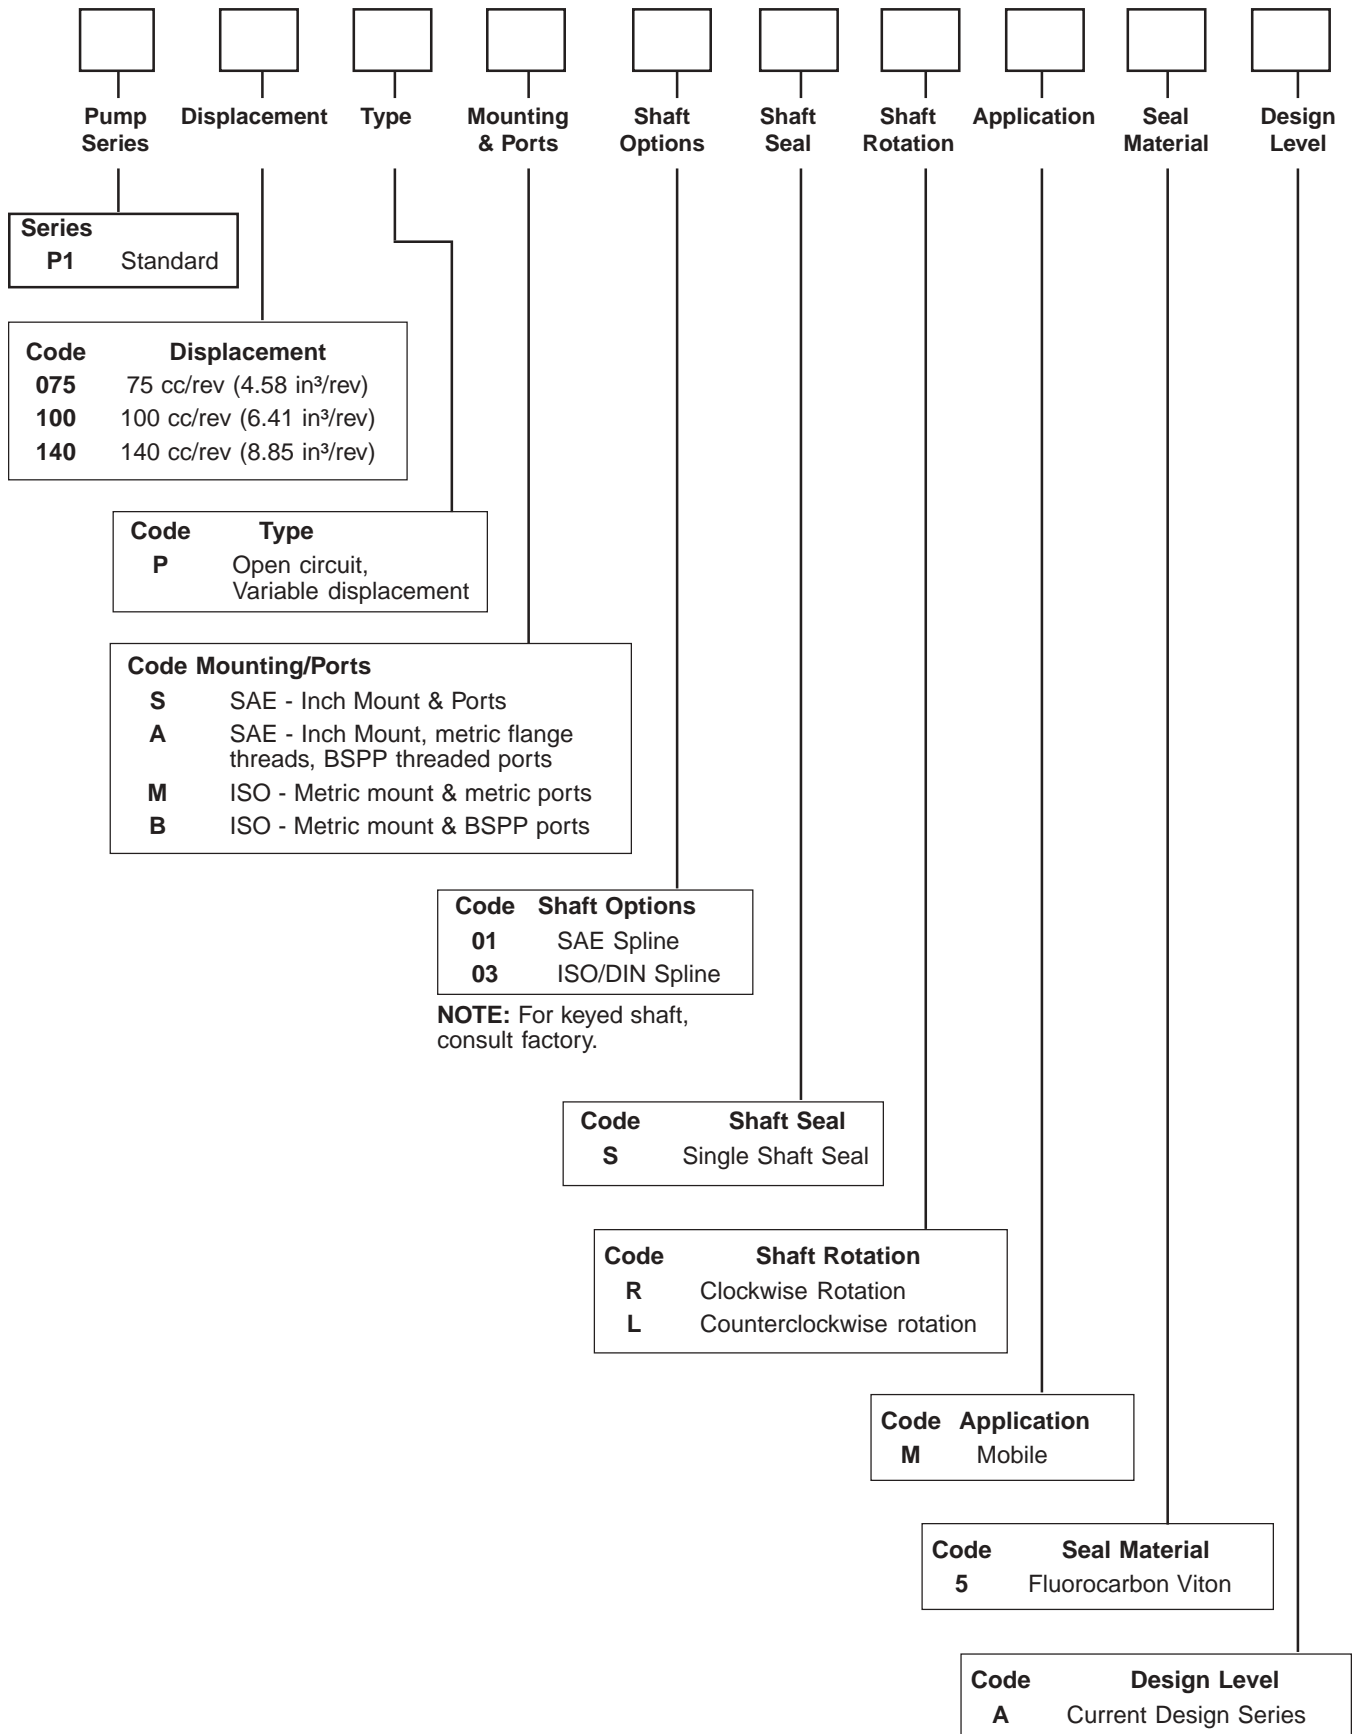 Pump Series
Displacement
Type
Mounting & Ports
Shaft Options
Shaft Seal
Shaft Rotation
Application
Seal Material
Design Level
Series
P1 Standard
Code Displacement
075 75 cc/rev (4.58 in³/rev)
100 100 cc/rev (6.41 in³/rev)
140 140 cc/rev (8.85 in³/rev)
Code Type
P Open circuit,
Variable displacement
Code Mounting/Ports
S SAE - Inch Mount & Ports
A SAE - Inch Mount, metric flange
threads, BSPP threaded ports
M ISO - Metric mount & metric ports
B ISO - Metric mount & BSPP ports
Code Shaft Options
01 SAE Spline
03 ISO/DIN Spline
NOTE: For keyed shaft,
consult factory.
Code Shaft Seal
S Single Shaft Seal
Code Shaft Rotation
R Clockwise Rotation
L Counterclockwise rotation
Code Application
M Mobile
Code Seal Material
5 Fluorocarbon Viton
Code Design Level
A Current Design Series